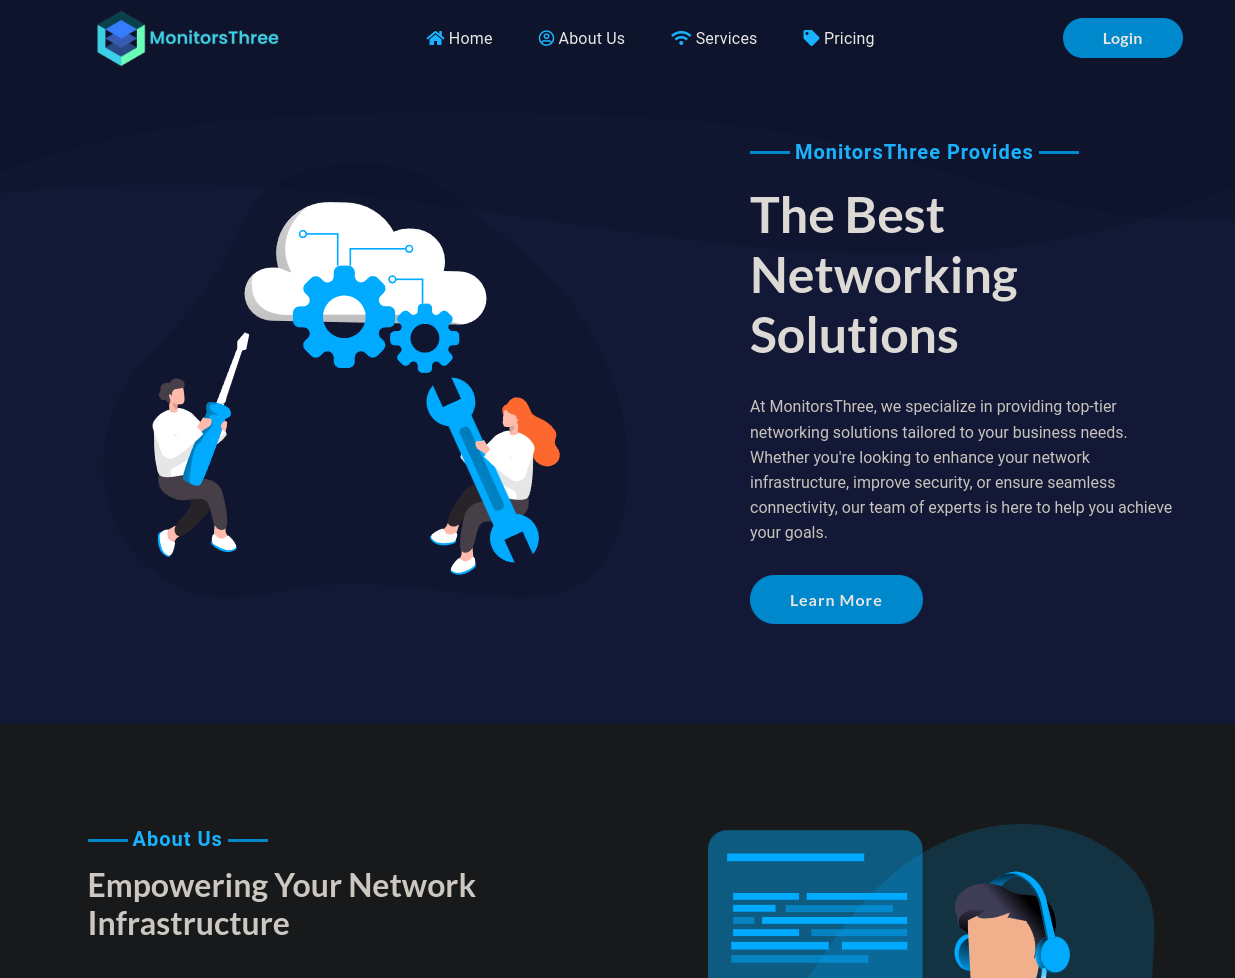 MonitorsThree
Home
About Us
Services
Pricing
Login
MonitorsThree Provides
The Best
Networking
Solutions
At MonitorsThree, we specialize in providing top-tier
networking solutions tailored to your business needs.
Whether you're looking to enhance your network
infrastructure, improve security, or ensure seamless
connectivity, our team of experts is here to help you achieve
your goals.
Learn More
About Us
Empowering Your Network
Infrastructure